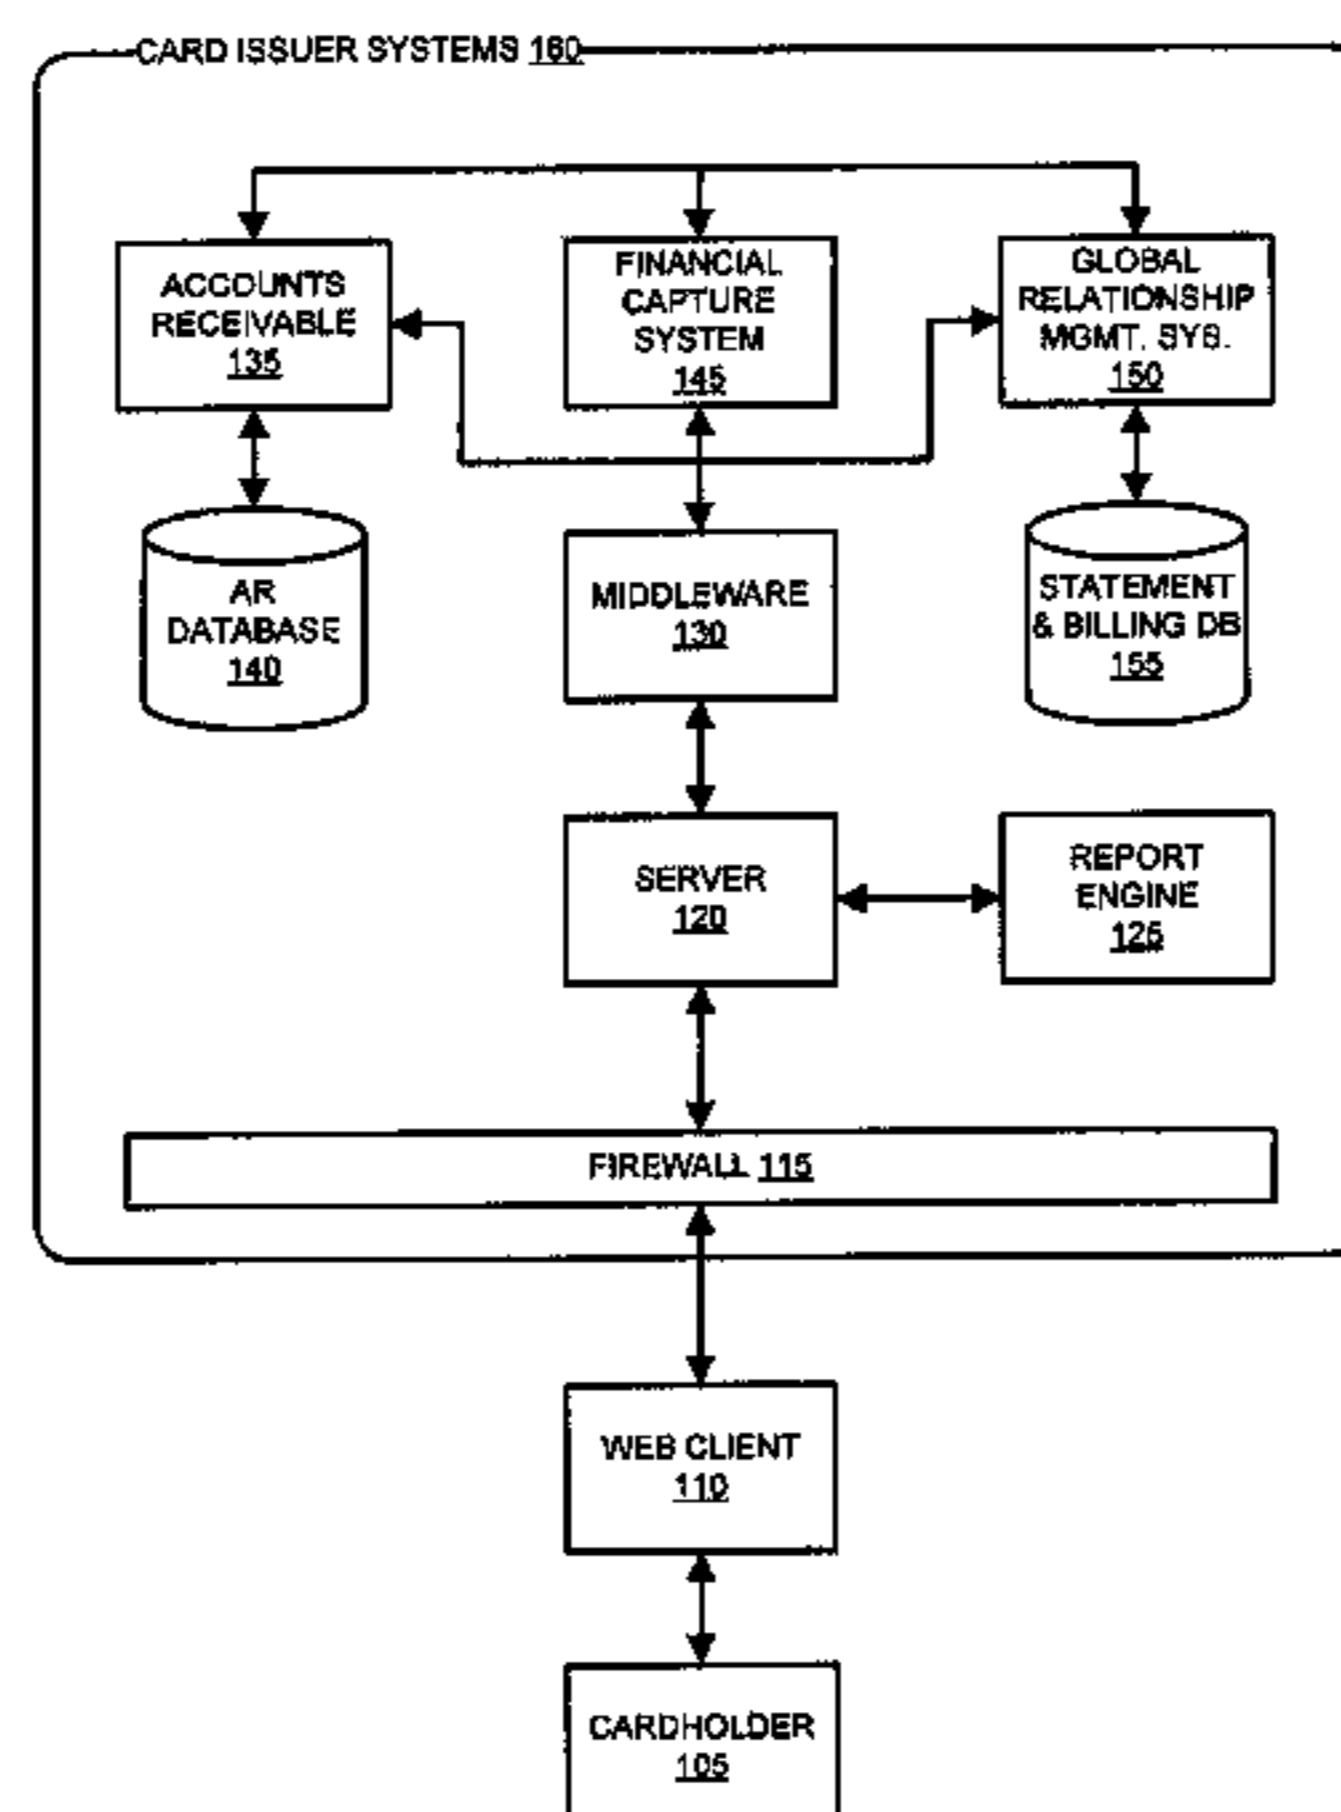 CARD ISSUER SYSTEMS 160
ACCOUNTS
RECEIVABLE
135
FINANCIAL
CAPTURE
SYSTEM
145
GLOBAL
RELATIONSHIP
MGMT. SYS.
150
AR
DATABASE
140
MIDDLEWARE
130
STATEMENT
& BILLING DB
155
SERVER
120
REPORT
ENGINE
125
FIREWALL 115
WEB CLIENT
110
CARDHOLDER
105